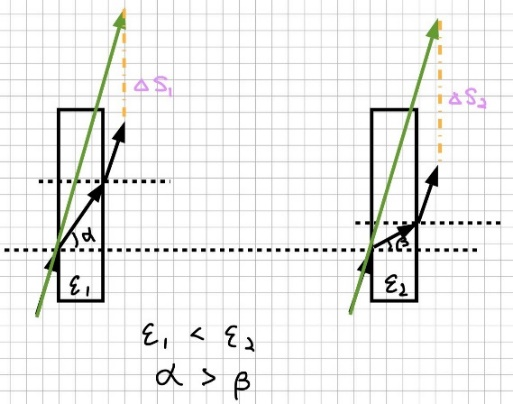 ΔS₁
ΔS₂
α
β
ε₁
ε₂
ε₁ < ε₂
α > β